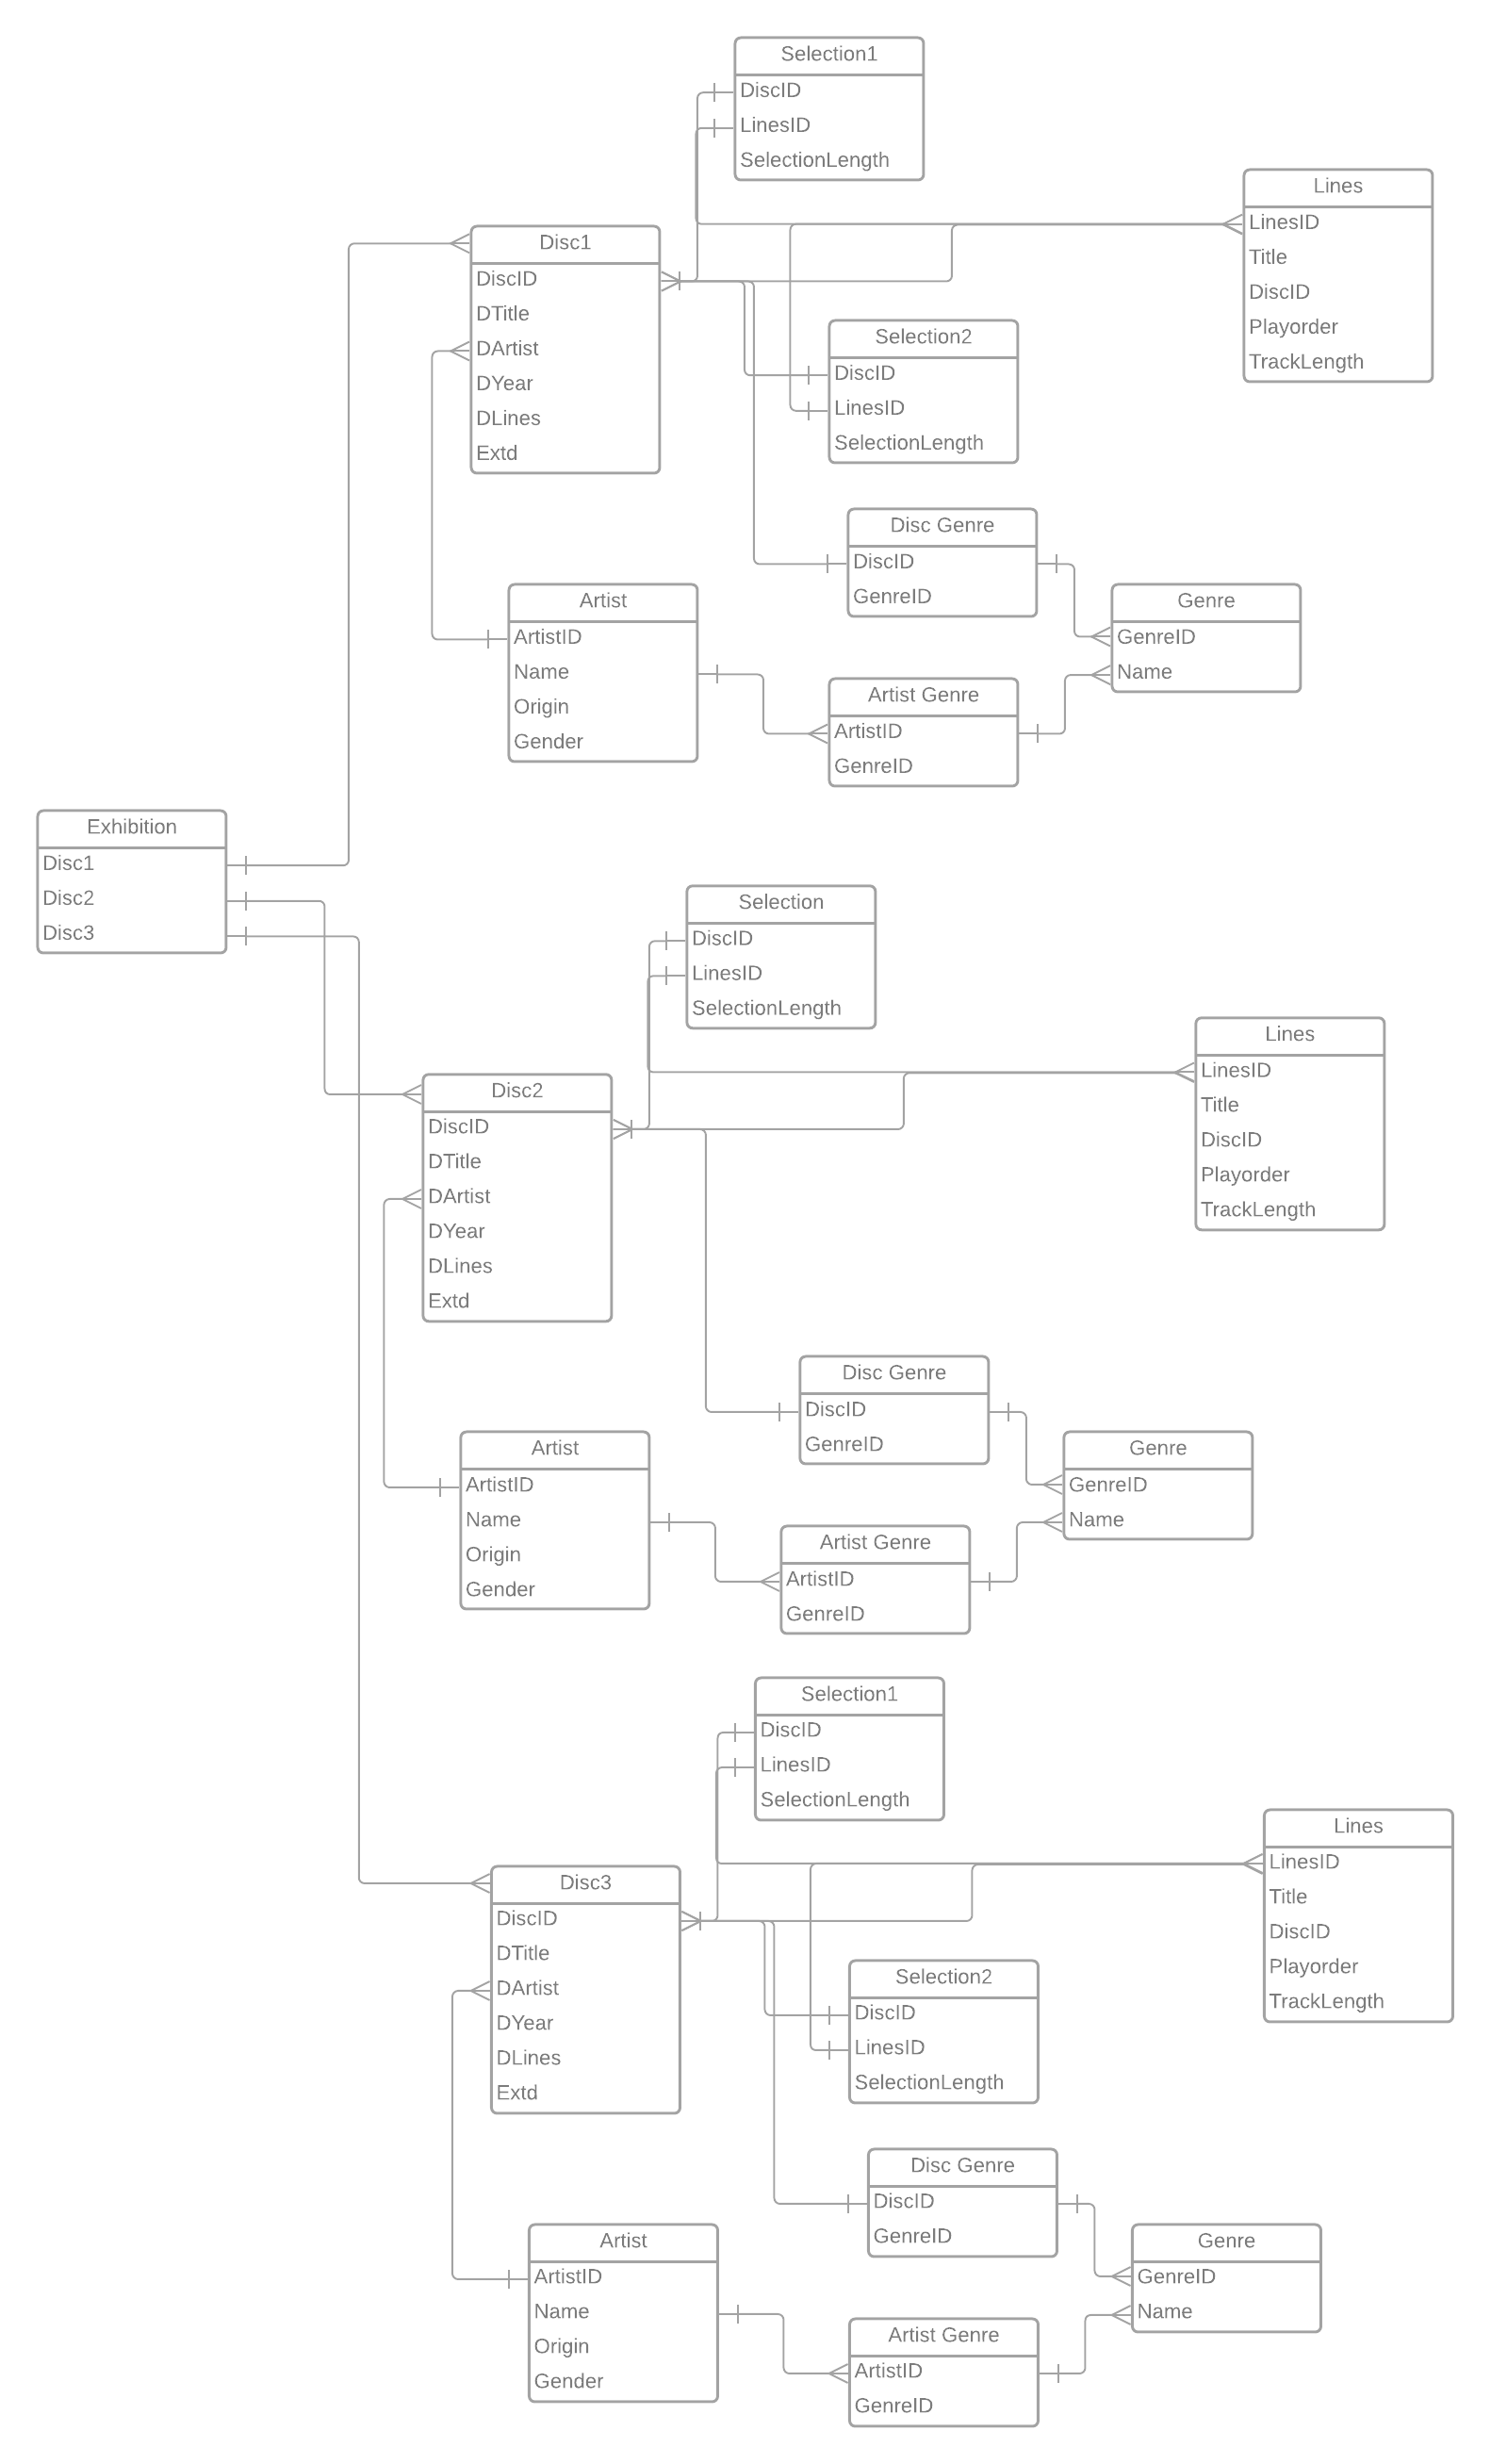 Selection1
DiscID
LinesID
SelectionLength
Lines
LinesID
Title
DiscID
Playorder
TrackLength
Disc1
DiscID
DTitle
DArtist
DYear
DLines
Extd
Selection2
DiscID
LinesID
SelectionLength
Disc Genre
DiscID
GenreID
Artist
ArtistID
Name
Origin
Gender
Genre
GenreID
Name
Artist Genre
ArtistID
GenreID
Exhibition
Disc1
Disc2
Disc3
Selection
DiscID
LinesID
SelectionLength
Lines
LinesID
Title
DiscID
Playorder
TrackLength
Disc2
DiscID
DTitle
DArtist
DYear
DLines
Extd
Disc Genre
DiscID
GenreID
Artist
ArtistID
Name
Origin
Gender
Genre
GenreID
Name
Artist Genre
ArtistID
GenreID
Selection1
DiscID
LinesID
SelectionLength
Lines
LinesID
Title
DiscID
Playorder
TrackLength
Disc3
DiscID
DTitle
DArtist
DYear
DLines
Extd
Selection2
DiscID
LinesID
SelectionLength
Disc Genre
DiscID
GenreID
Artist
ArtistID
Name
Origin
Gender
Genre
GenreID
Name
Artist Genre
ArtistID
GenreID